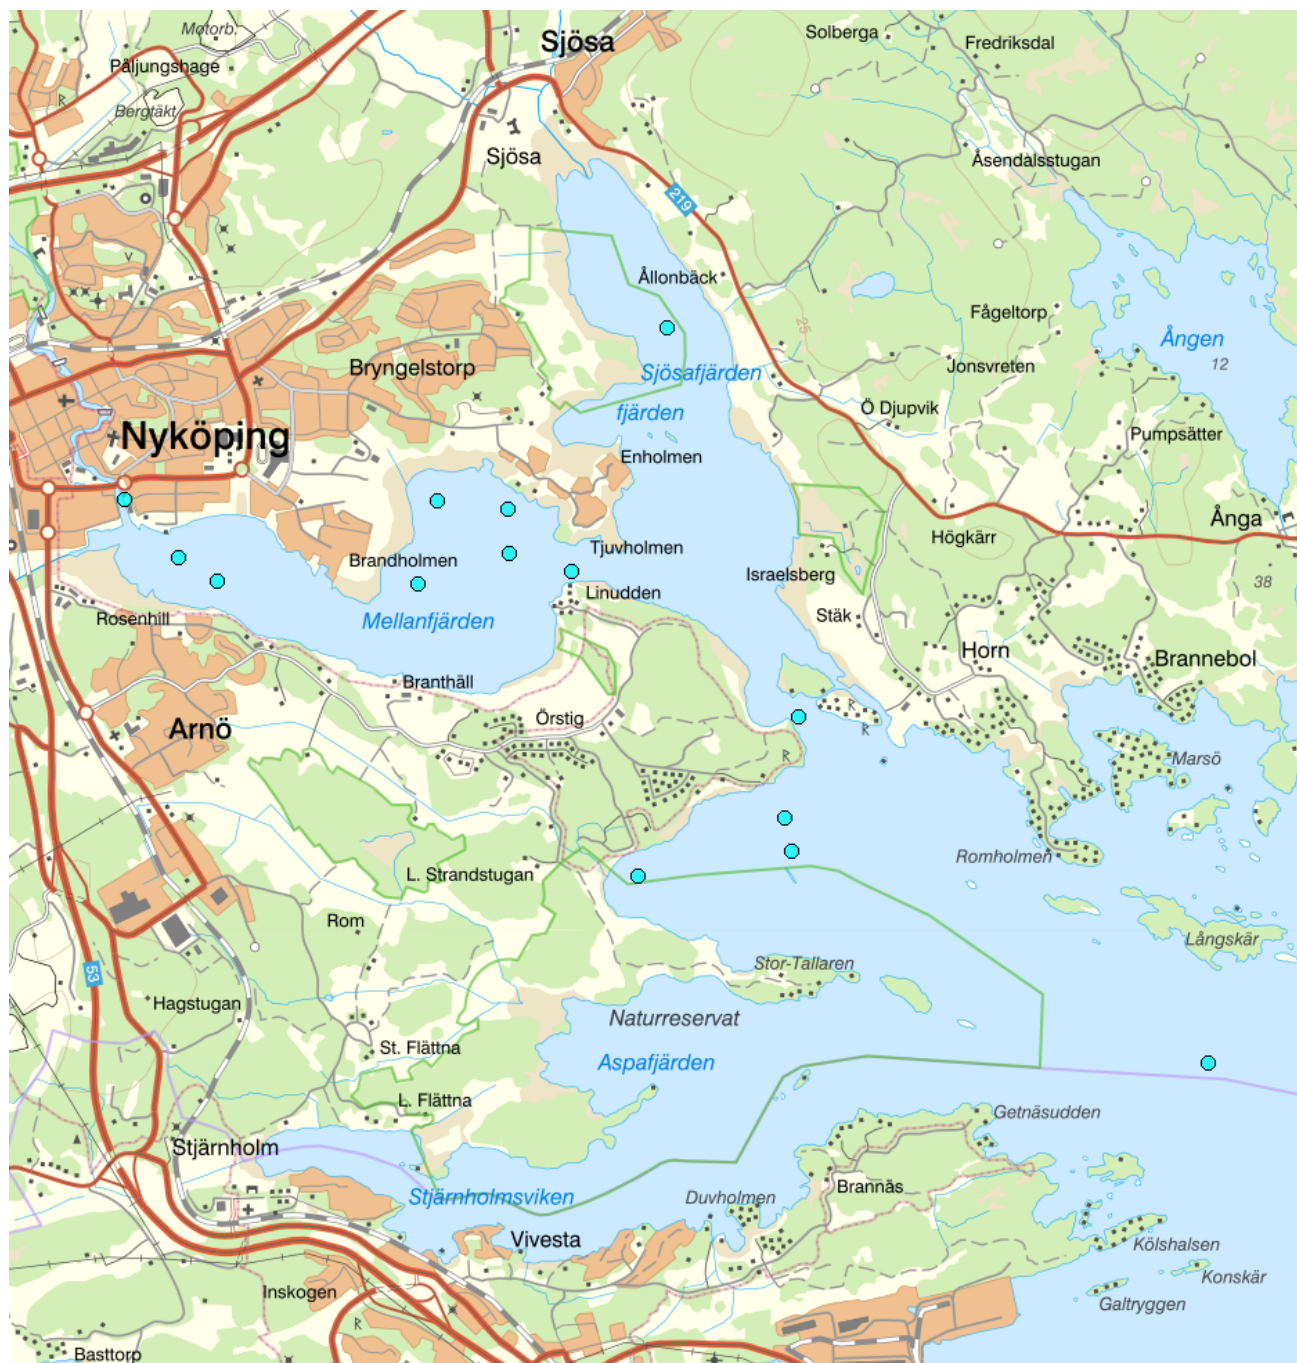 Motorb.
Sjösa
Solberga
Fredriksdal
Påljungshage
R
Bergtäkt
Sjösa
Åsendalsstugan
219
V
Ållonbäck
25
Fågeltorp
Ången
12
Bryngelstorp
Sjösafjärden
Jonsvreten
fjärden
Ö Djupvik
Nyköping
Pumpsätter
Enholmen
Ånga
Högkärr
Tjuvholmen
Brandholmen
Israelsberg
38
Linudden
Rosenhill
Mellanfjärden
Stäk
Horn
Brannebol
Branthäll
Örstig
R
R
Arnö
R
Marsö
Romholmen
L. Strandstugan
Rom
Långskär
53
Stor-Tallaren
Hagstugan
Naturreservat
St. Flättna
Aspafjärden
L. Flättna
Getnäsudden
Stjärnholm
Brannäs
Stjärnholmsviken
Duvholmen
Vivesta
Kölshalsen
Konskär
Inskogen
Galtryggen
R
Basttorp